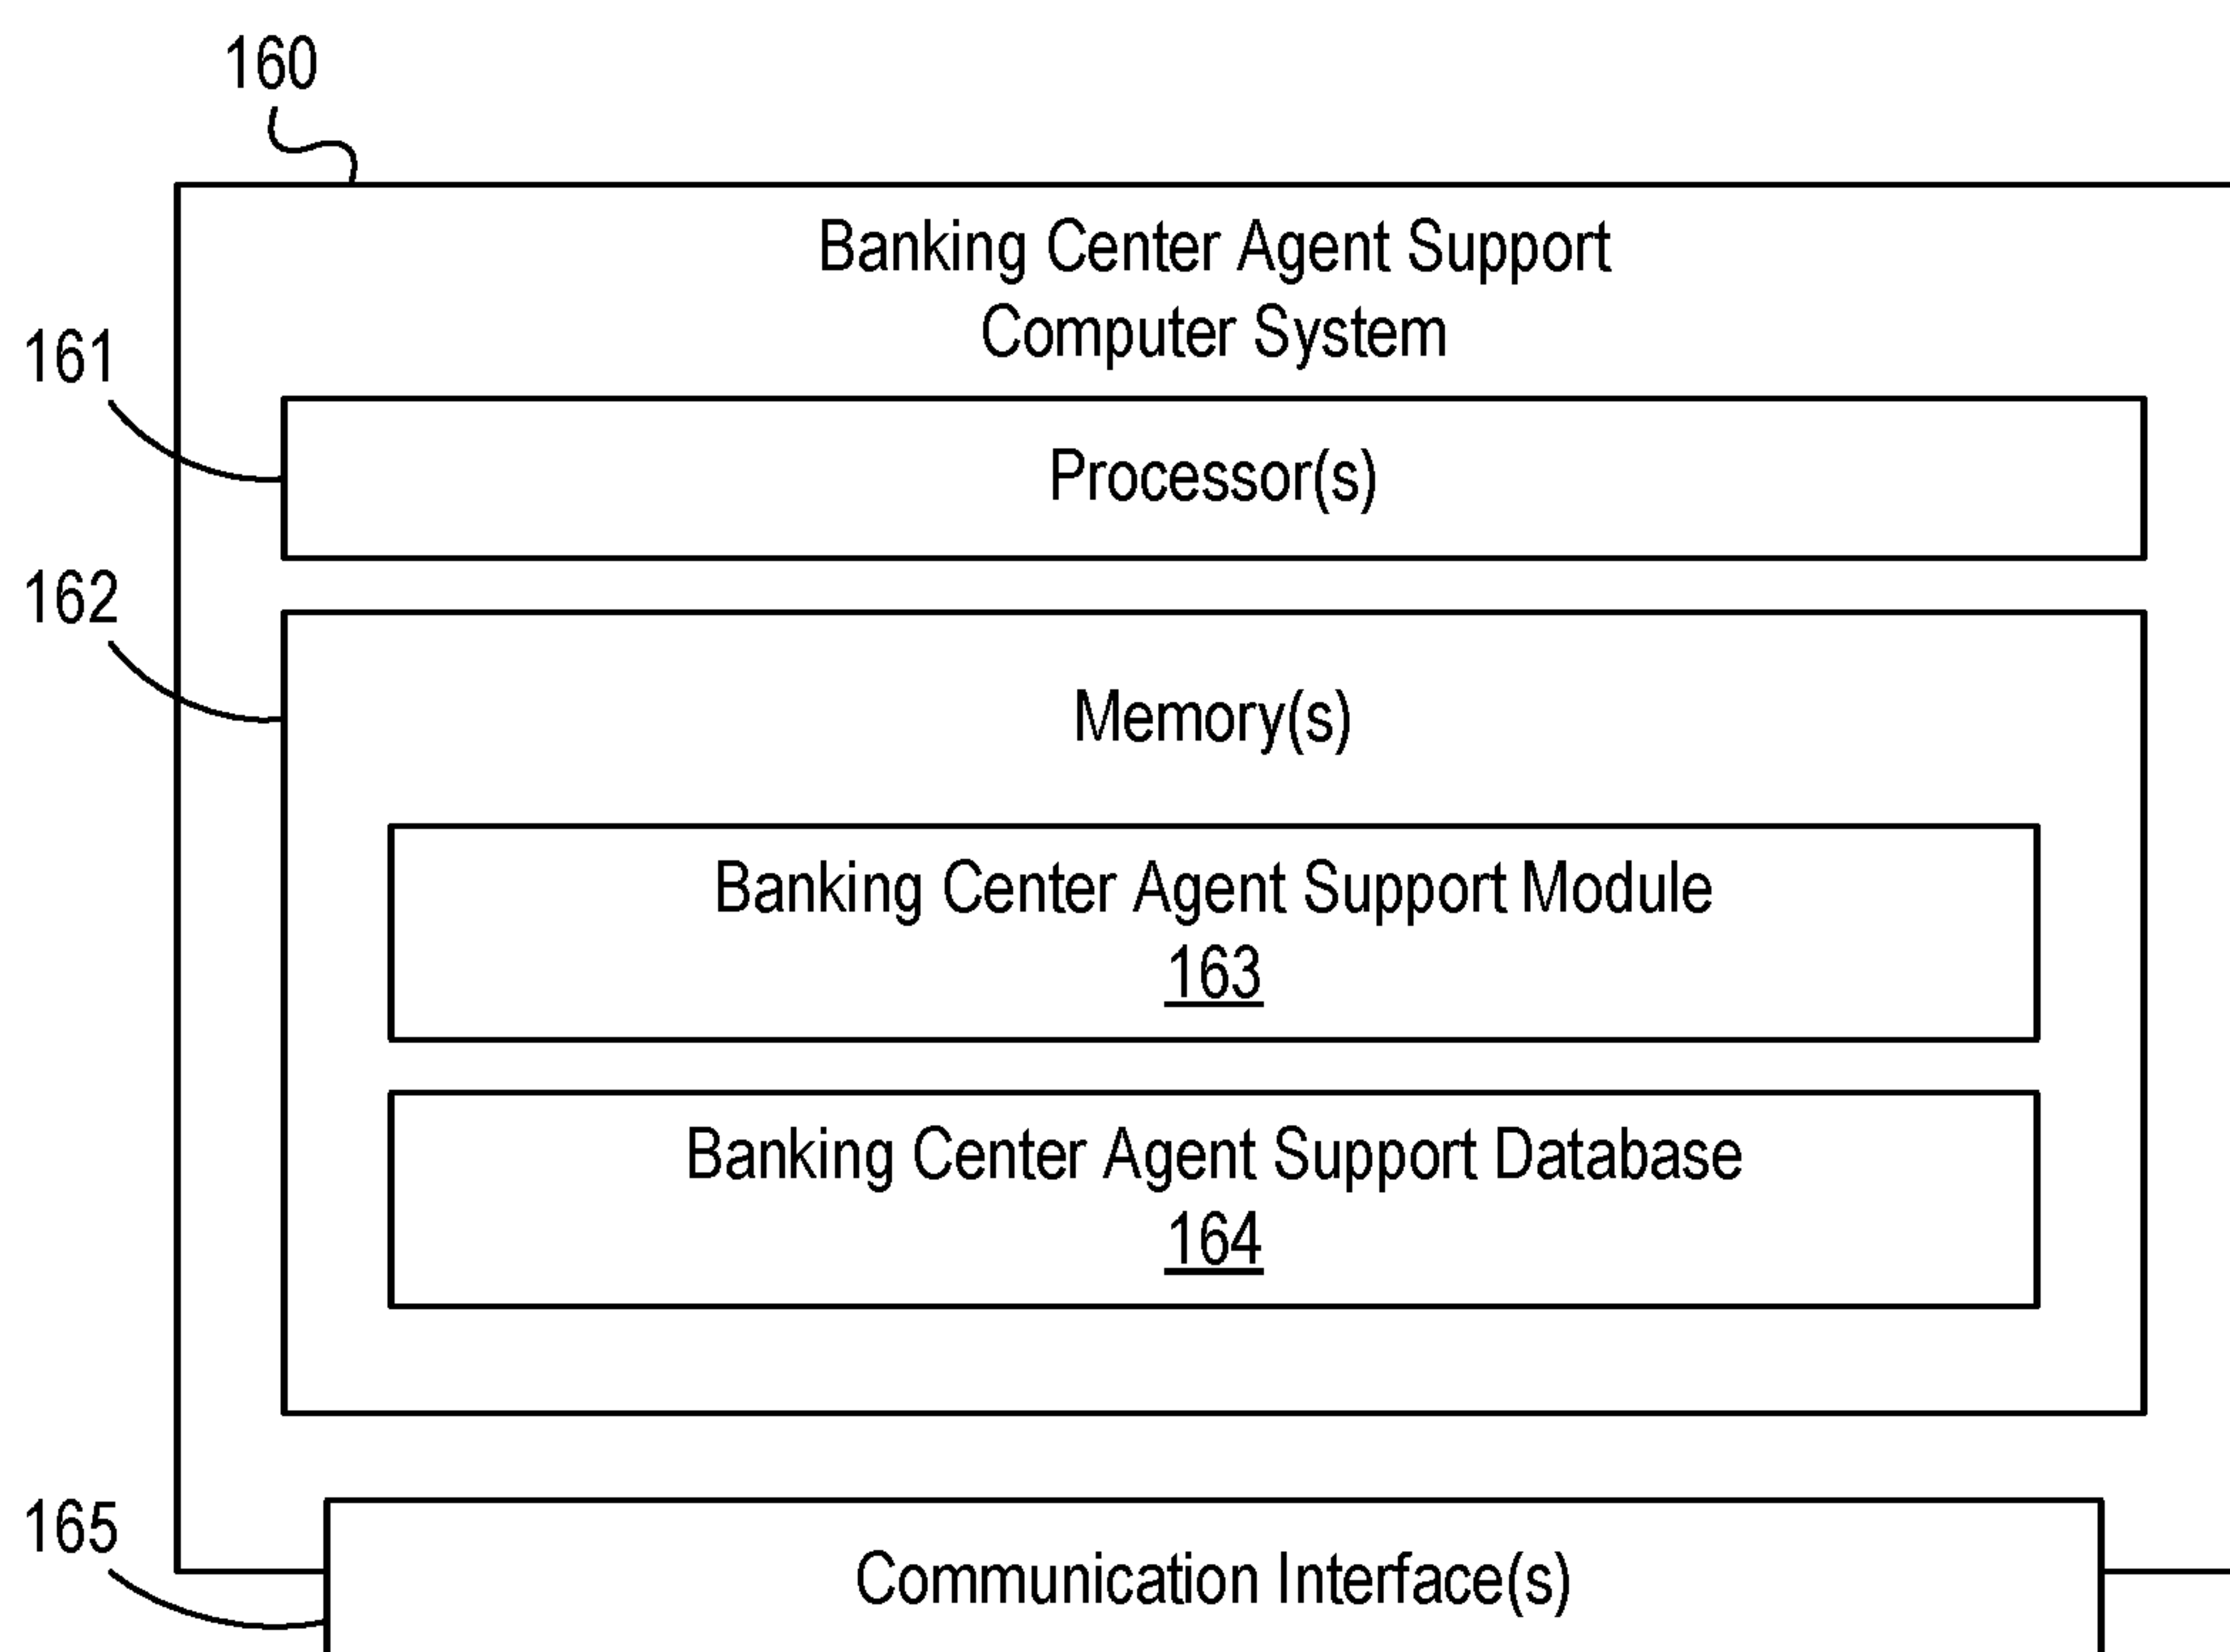 160
Banking Center Agent Support
Computer System
161
Processor(s)
162
Memory(s)
Banking Center Agent Support Module
163
Banking Center Agent Support Database
164
165
Communication Interface(s)